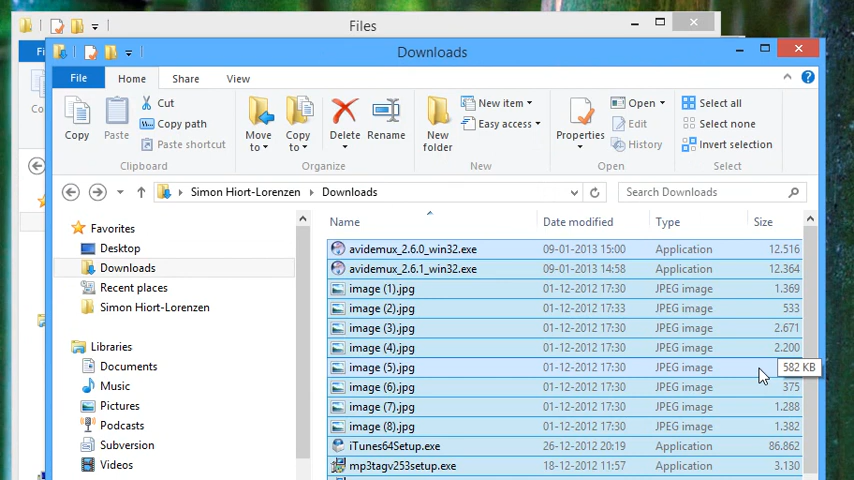 Files
Fi
Co
Downloads
File Home Share View
Copy Paste Cut Copy path Paste shortcut
Clipboard
Move to Copy to Delete Rename
Organize
New folder New item Easy access
New
Properties Open Edit History
Open
Select all Select none Invert selection
Select
Simon Hiort-Lorenzen Downloads Search Downloads
Favorites
Desktop
Downloads
Recent places
Simon Hiort-Lorenzen
Libraries
Documents
Music
Pictures
Podcasts
Subversion
Videos
Name Date modified Type Size
avidemux_2.6.0_win32.exe 09-01-2013 15:00 Application 12.516
avidemux_2.6.1_win32.exe 09-01-2013 14:58 Application 12.364
image (1).jpg 01-12-2012 17:30 JPEG image 1.369
image (2).jpg 01-12-2012 17:33 JPEG image 533
image (3).jpg 01-12-2012 17:30 JPEG image 2.671
image (4).jpg 01-12-2012 17:30 JPEG image 2.200
image (5).jpg 01-12-2012 17:30 JPEG image 582 KB
image (6).jpg 01-12-2012 17:30 JPEG image 375
image (7).jpg 01-12-2012 17:30 JPEG image 1.288
image (8).jpg 01-12-2012 17:30 JPEG image 1.382
iTunes64Setup.exe 26-12-2012 20:19 Application 86.862
mp3tagv253setup.exe 18-12-2012 11:57 Application 3.130